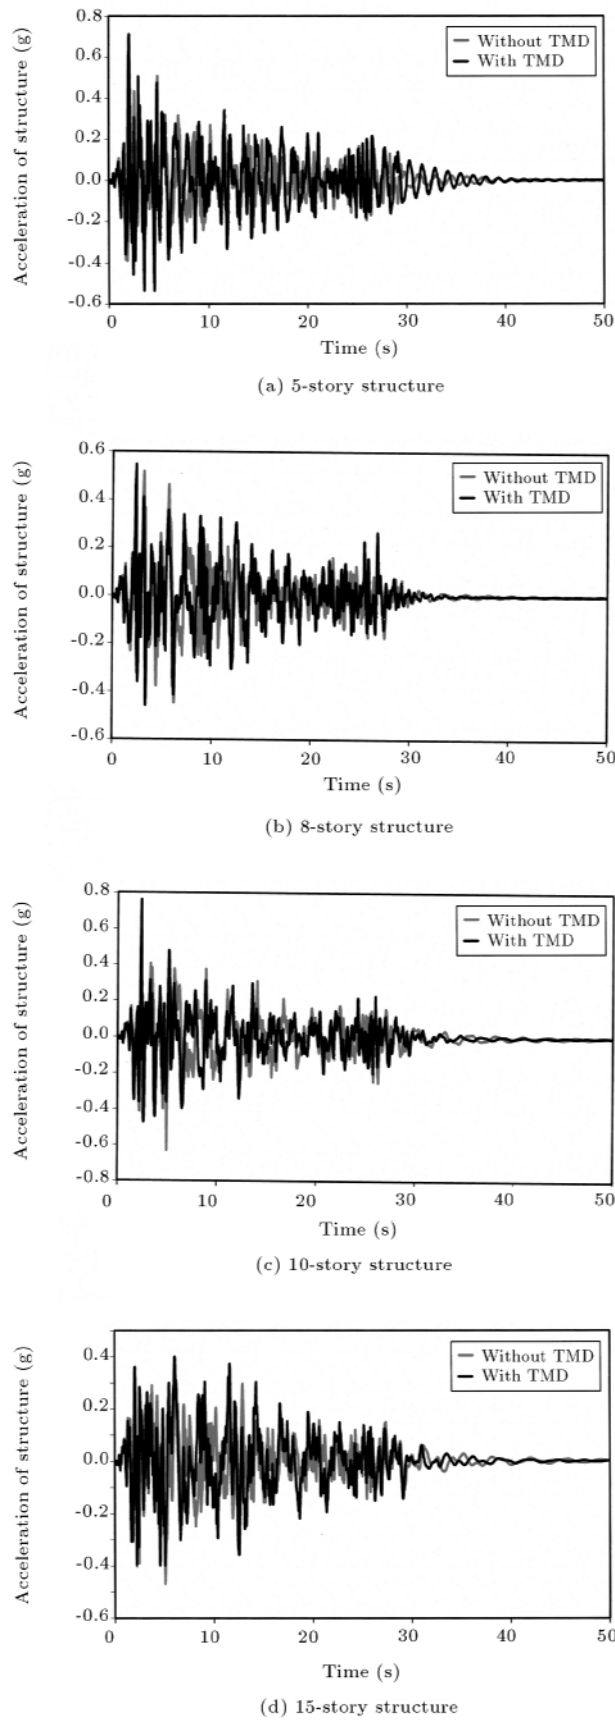 0.8
0.6
0.4
0.2
0.0
-0.2
-0.4
-0.6
Acceleration of structure (g)
Without TMD
With TMD
0 10 20 30 40 50
Time (s)
(a) 5-story structure
0.6
0.4
0.2
0.0
-0.2
-0.4
-0.6
Acceleration of structure (g)
Without TMD
With TMD
0 10 20 30 40 50
Time (s)
(b) 8-story structure
0.8
0.6
0.4
0.2
0.0
-0.2
-0.4
-0.6
-0.8
Acceleration of structure (g)
Without TMD
With TMD
0 10 20 30 40 50
Time (s)
(c) 10-story structure
0.4
0.2
0.0
-0.2
-0.4
-0.6
Acceleration of structure (g)
Without TMD
With TMD
0 10 20 30 40 50
Time (s)
(d) 15-story structure